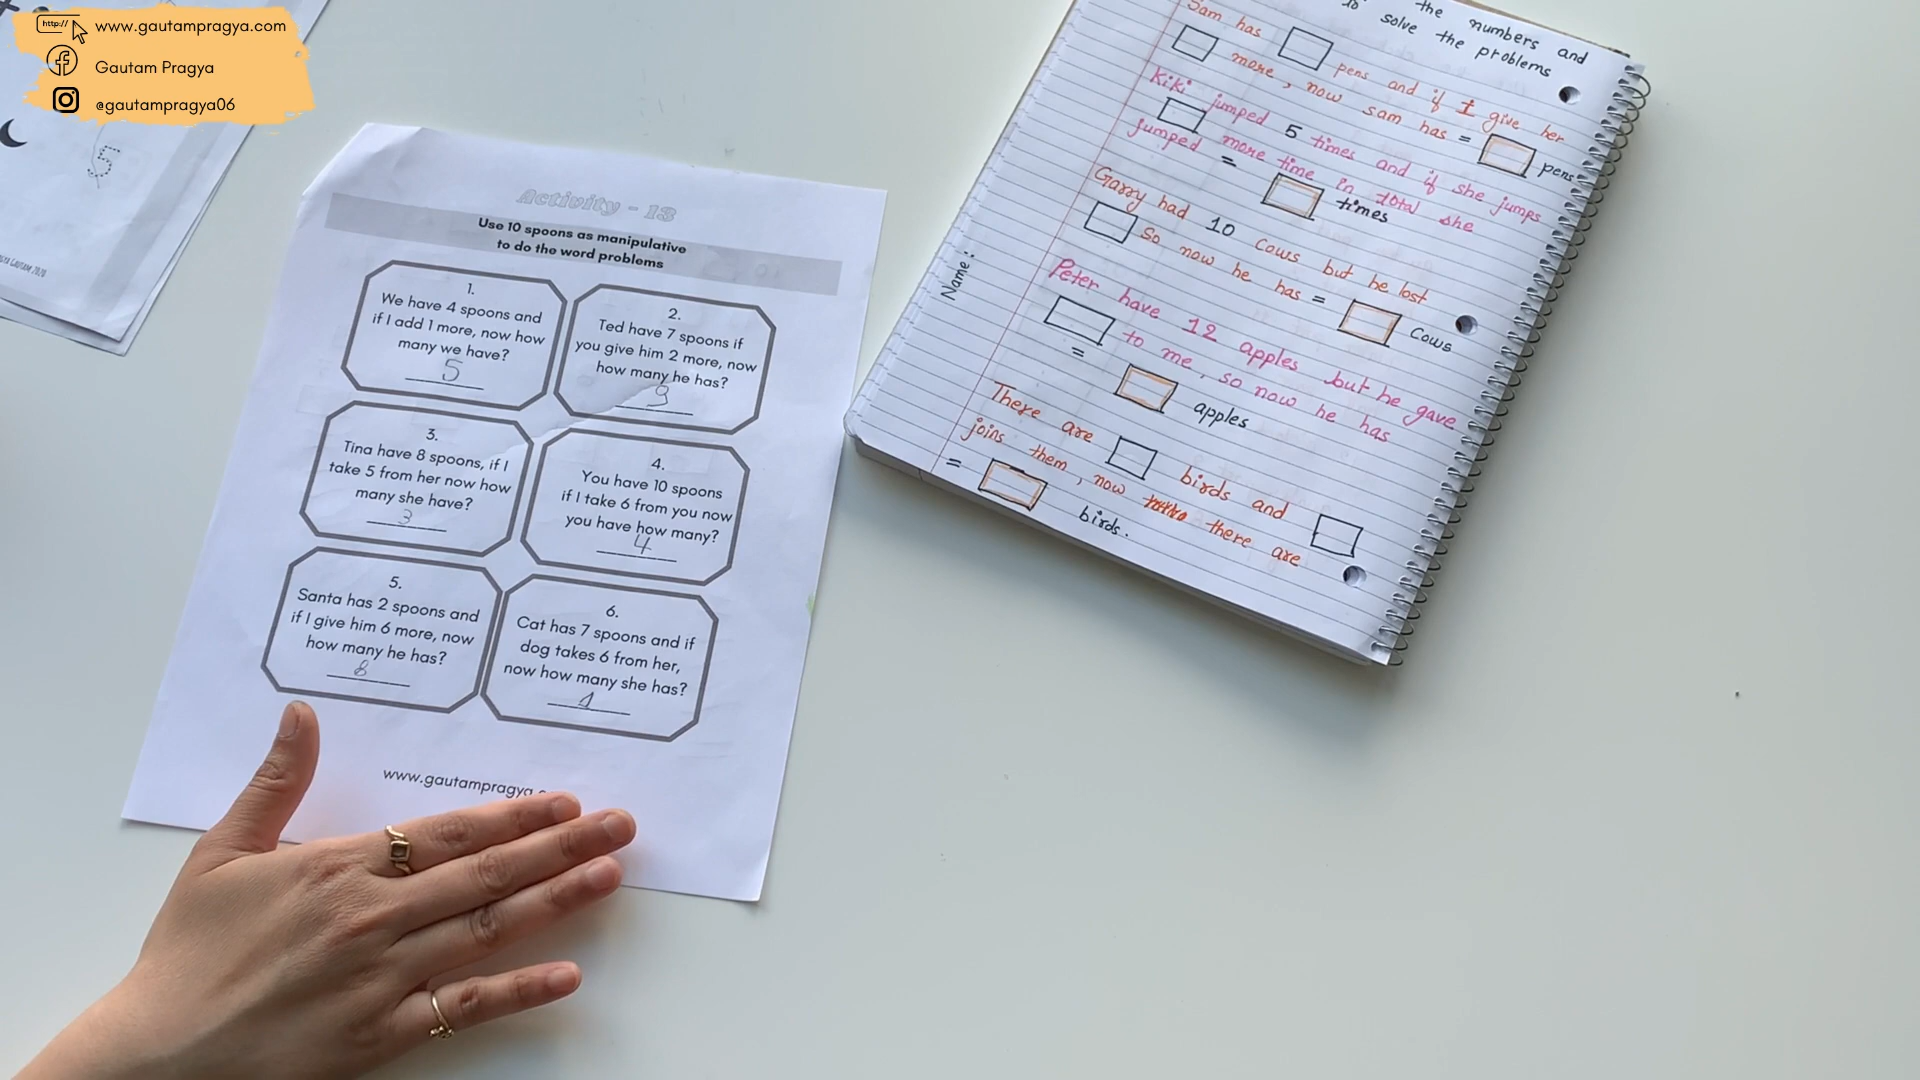 http://
www.gautampragya.com
Gautam Pragya
@gautampragya06
5
Activity - 13
Use 10 spoons as manipulative
to do the word problems
1.
We have 4 spoons and
if I add 1 more, now how
many we have?
5
2.
Ted have 7 spoons if
you give him 2 more, now
how many he has?
9
3.
Tina have 8 spoons, if I
take 5 from her now how
many she have?
3
4.
You have 10 spoons
if I take 6 from you now
you have how many?
4
5.
Santa has 2 spoons and
if I give him 6 more, now
how many he has?
8
6.
Cat has 7 spoons and if
dog takes 6 from her,
now how many she has?
1
www.gautampragya.
the numbers and
to solve the problems
Sam has pens and if I give her
more, now sam has = pens
Kiki jumped 5 times and if she jumps
more time in total she
jumped = times
Garry had 10 cows but he lost
so now he has = cows
Peter have 12 apples but he gave
to me, so now he has
= apples
There are birds and
joins them, now there are
= birds.
Name: